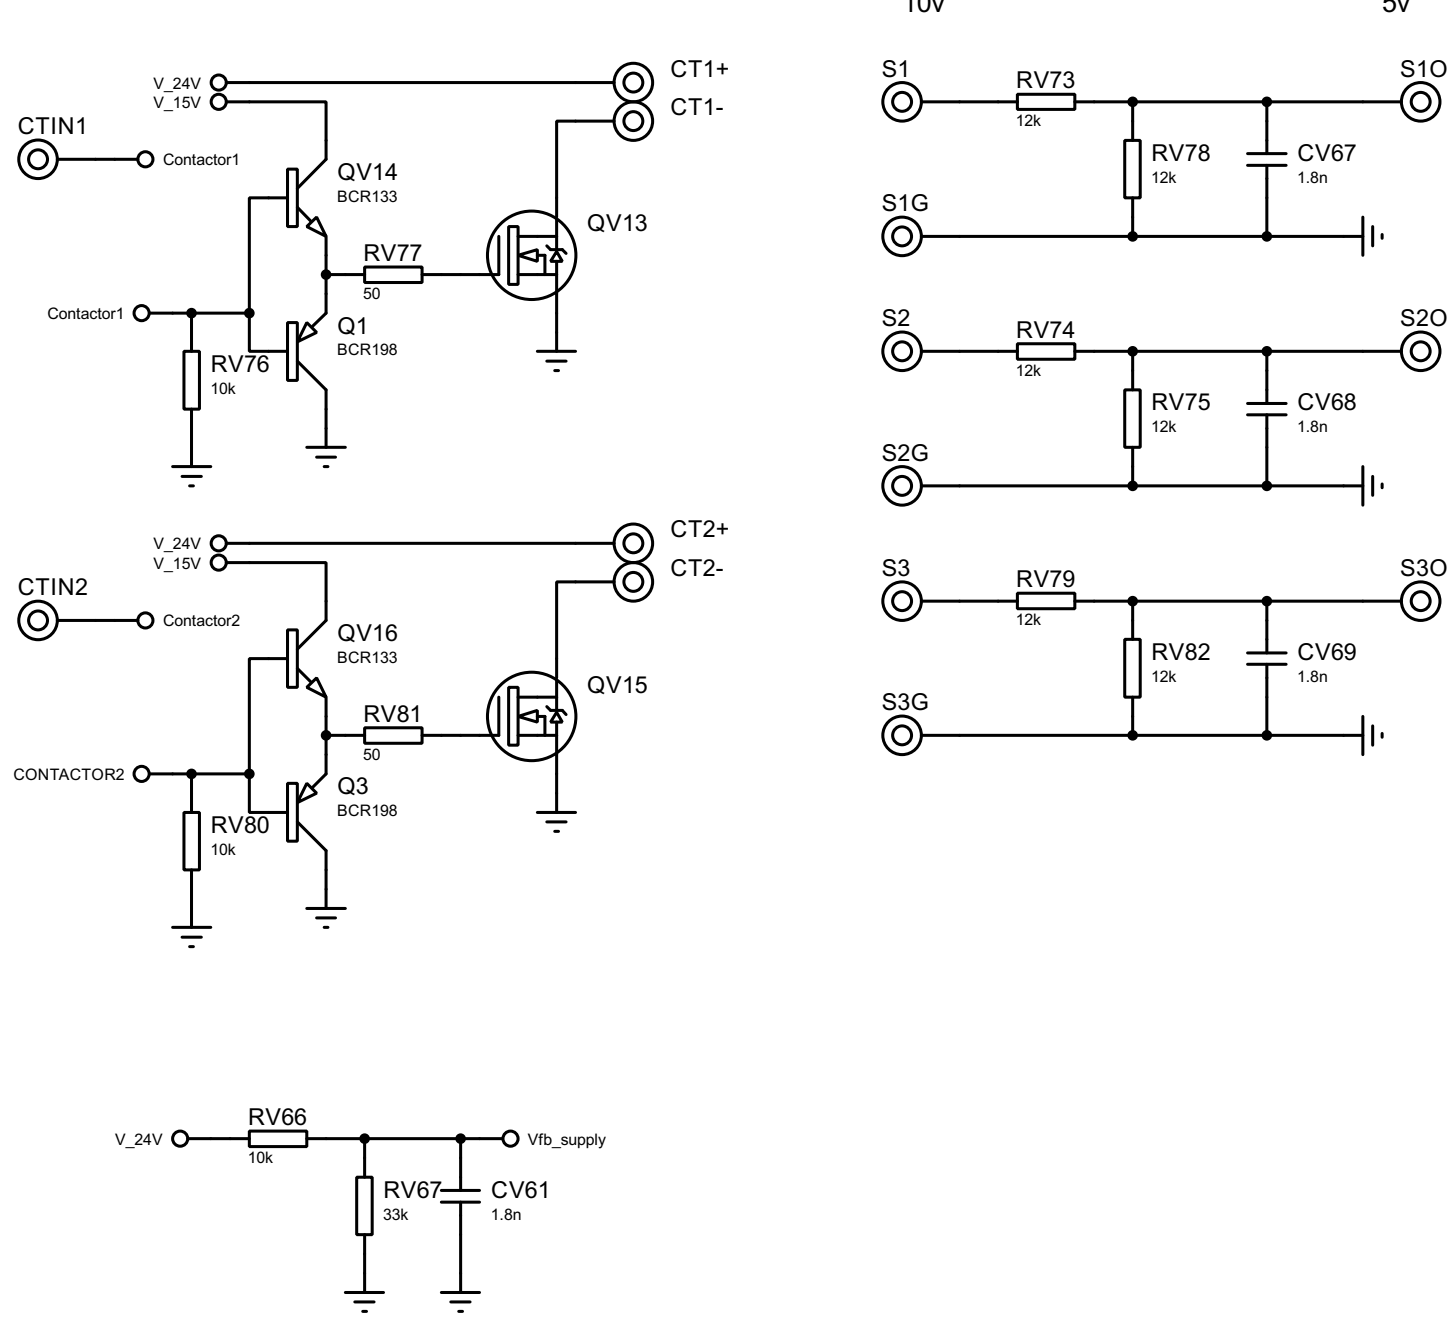 10v
5v
V_24V
V_15V
CT1+
CT1-
CTIN1
Contactor1
QV14
BCR133
QV13
RV77
50
Contactor1
Q1
BCR198
RV76
10k
V_24V
V_15V
CT2+
CT2-
CTIN2
Contactor2
QV16
BCR133
QV15
RV81
50
CONTACTOR2
Q3
BCR198
RV80
10k
V_24V
RV66
10k
Vfb_supply
RV67
33k
CV61
1.8n
S1
RV73
12k
S1O
RV78
12k
CV67
1.8n
S1G
S2
RV74
12k
S2O
RV75
12k
CV68
1.8n
S2G
S3
RV79
12k
S3O
RV82
12k
CV69
1.8n
S3G